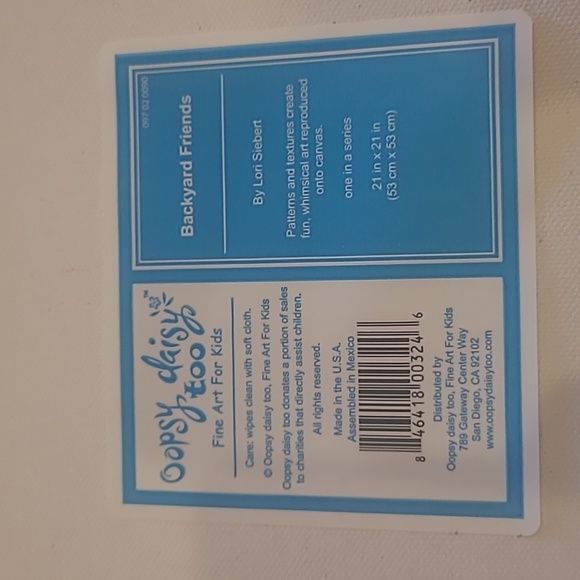 Oopsy daisy™
too
Fine Art For Kids
Care: wipes clean with soft cloth.
© Oopsy daisy too, Fine Art For Kids
Oopsy daisy too donates a portion of sales
to charities that directly assist children.
All rights reserved.
Made in the U.S.A.
Assembled in Mexico
8 46418 00324 6
Distributed by
Oopsy daisy too, Fine Art For Kids
789 Gateway Center Way
San Diego, CA 92102
www.oopsydaisytoo.com
097 02 0090
Backyard Friends
By Lori Siebert
Patterns and textures create
fun, whimsical art reproduced
onto canvas.
one in a series
21 in x 21 in
(53 cm x 53 cm)